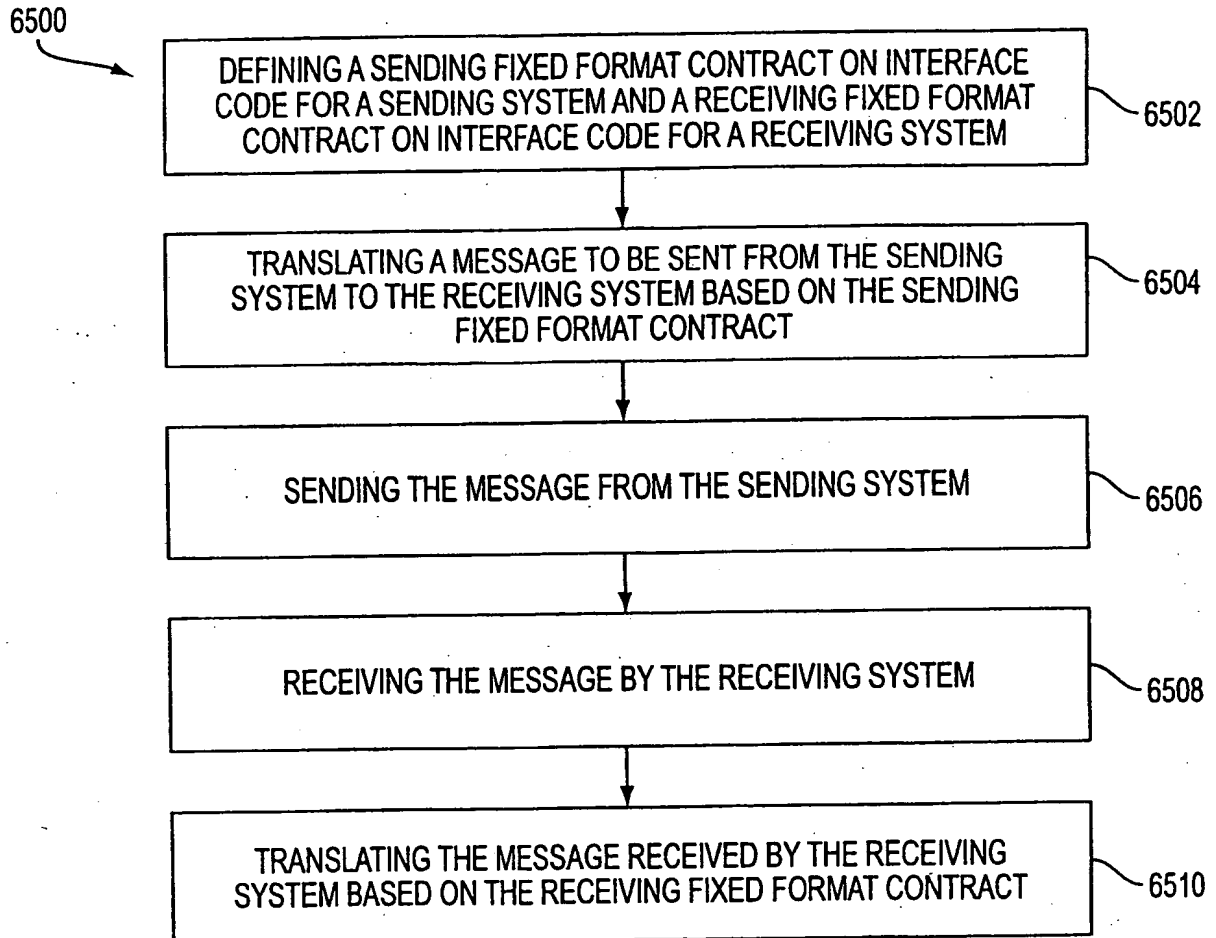 6500
DEFINING A SENDING FIXED FORMAT CONTRACT ON INTERFACE
CODE FOR A SENDING SYSTEM AND A RECEIVING FIXED FORMAT
CONTRACT ON INTERFACE CODE FOR A RECEIVING SYSTEM
6502
TRANSLATING A MESSAGE TO BE SENT FROM THE SENDING
SYSTEM TO THE RECEIVING SYSTEM BASED ON THE SENDING
FIXED FORMAT CONTRACT
6504
SENDING THE MESSAGE FROM THE SENDING SYSTEM
6506
RECEIVING THE MESSAGE BY THE RECEIVING SYSTEM
6508
TRANSLATING THE MESSAGE RECEIVED BY THE RECEIVING
SYSTEM BASED ON THE RECEIVING FIXED FORMAT CONTRACT
6510